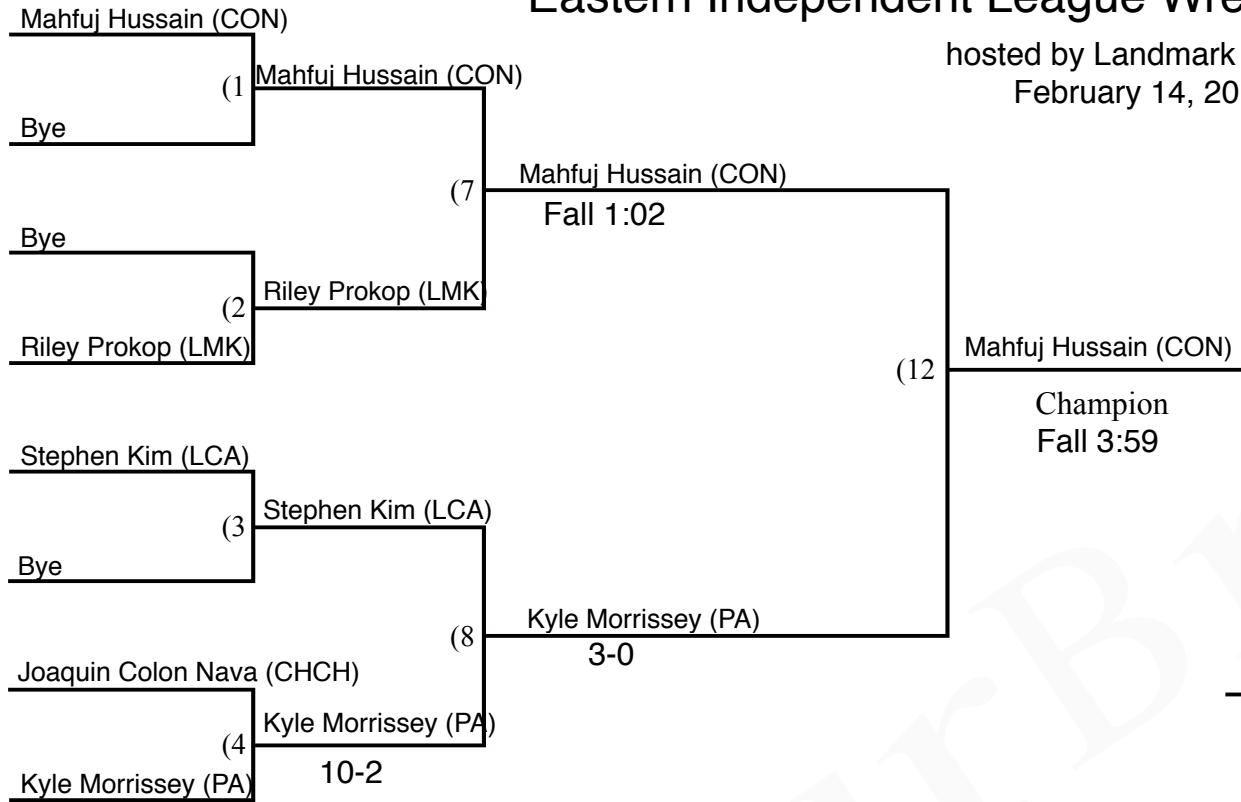 Eastern Independent League Wre
hosted by Landmark
February 14, 20
Mahfuj Hussain (CON)
(1
Mahfuj Hussain (CON)
Bye
(7
Mahfuj Hussain (CON)
Fall 1:02
Bye
(2
Riley Prokop (LMK)
Riley Prokop (LMK)
(12
Mahfuj Hussain (CON)
Champion
Fall 3:59
Stephen Kim (LCA)
(3
Stephen Kim (LCA)
Bye
(8
Kyle Morrissey (PA)
3-0
Joaquin Colon Nava (CHCH)
(4
Kyle Morrissey (PA)
10-2
Kyle Morrissey (PA)